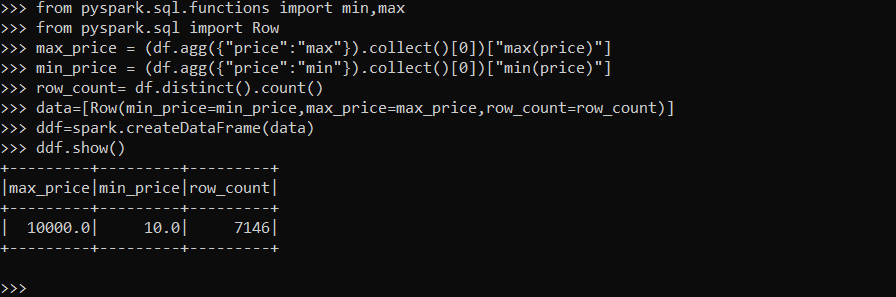 >>> from pyspark.sql.functions import min,max
>>> from pyspark.sql import Row
>>> max_price = (df.agg({"price":"max"}).collect()[0])["max(price)"]
>>> min_price = (df.agg({"price":"min"}).collect()[0])["min(price)"]
>>> row_count= df.distinct().count()
>>> data=[Row(min_price=min_price,max_price=max_price,row_count=row_count)]
>>> ddf=spark.createDataFrame(data)
>>> ddf.show()
+---------+---------+---------+
|max_price|min_price|row_count|
+---------+---------+---------+
|  10000.0|     10.0|     7146|
+---------+---------+---------+
>>>